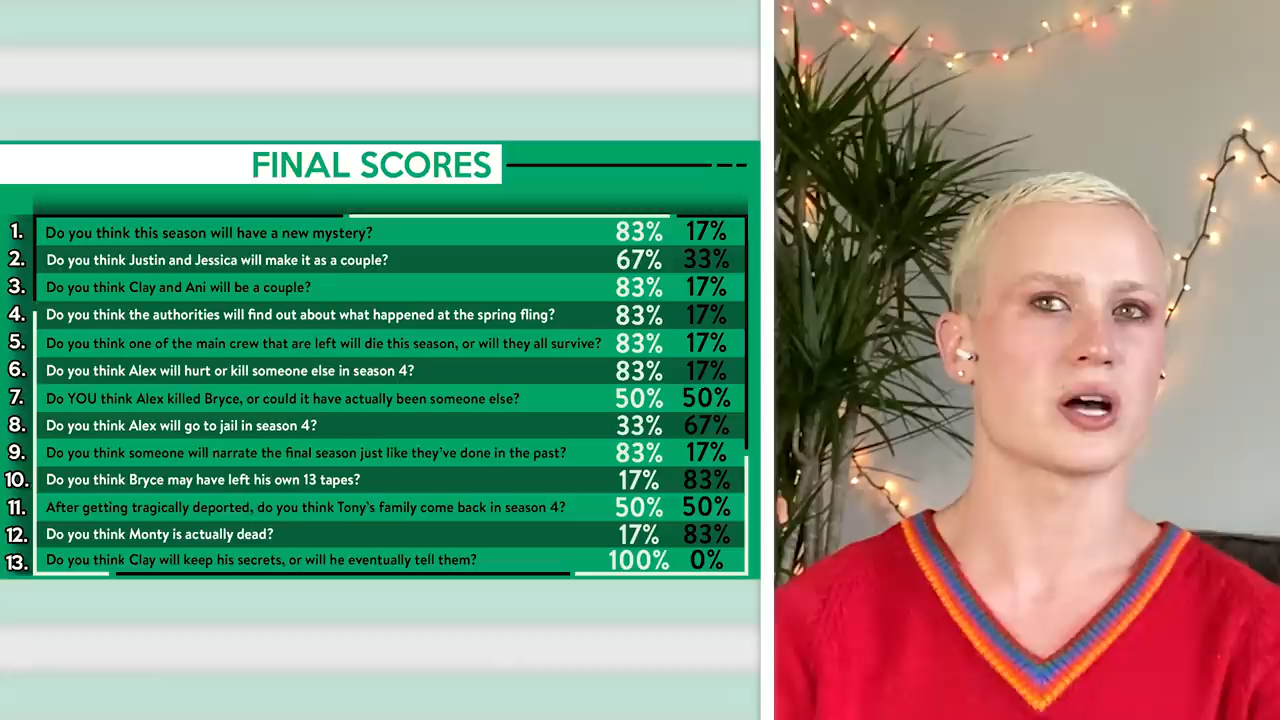 FINAL SCORES
1. Do you think this season will have a new mystery? 83% 17%
2. Do you think Justin and Jessica will make it as a couple? 67% 33%
3. Do you think Clay and Ani will be a couple? 83% 17%
4. Do you think the authorities will find out about what happened at the spring fling? 83% 17%
5. Do you think one of the main crew that are left will die this season, or will they all survive? 83% 17%
6. Do you think Alex will hurt or kill someone else in season 4? 83% 17%
7. Do YOU think Alex killed Bryce, or could it have actually been someone else? 50% 50%
8. Do you think Alex will go to jail in season 4? 33% 67%
9. Do you think someone will narrate the final season just like they've done in the past? 83% 17%
10. Do you think Bryce may have left his own 13 tapes? 17% 83%
11. After getting tragically deported, do you think Tony's family come back in season 4? 50% 50%
12. Do you think Monty is actually dead? 17% 83%
13. Do you think Clay will keep his secrets, or will he eventually tell them? 100% 0%